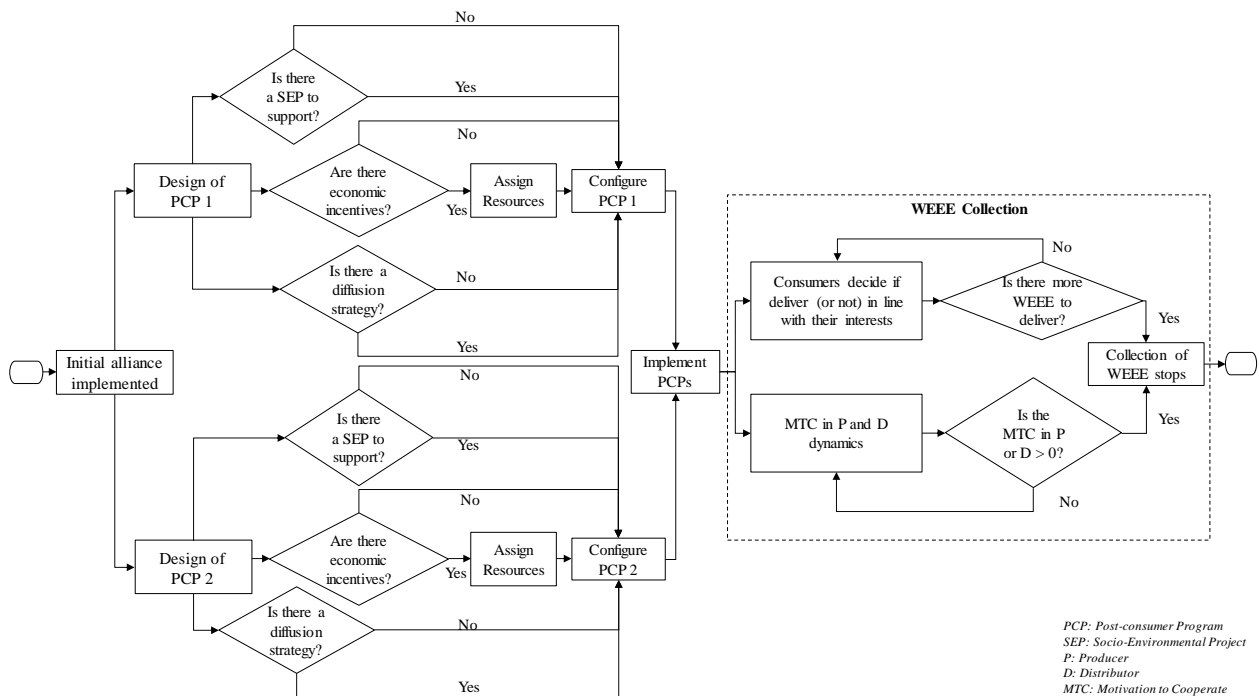 No
Is there
a SEP to
support?
Yes
No
Design of
PCP 1
Are there
economic
incentives?
Yes
Assign
Resources
Configure
PCP 1
Is there a
diffusion
strategy?
No
Yes
Initial alliance
implemented
Implement
PCPs
No
Is there
a SEP to
support?
Yes
No
Design of
PCP 2
Are there
economic
incentives?
Yes
Assign
Resources
Configure
PCP 2
Is there a
diffusion
strategy?
No
Yes
WEEE Collection
No
Consumers decide if
deliver (or not) in line
with their interests
Is there more
WEEE to
deliver?
Yes
Collection of
WEEE stops
MTC in P and D
dynamics
Is the
MTC in P
or D > 0?
Yes
No
PCP: Post-consumer Program
SEP: Socio-Environmental Project
P: Producer
D: Distributor
MTC: Motivation to Cooperate